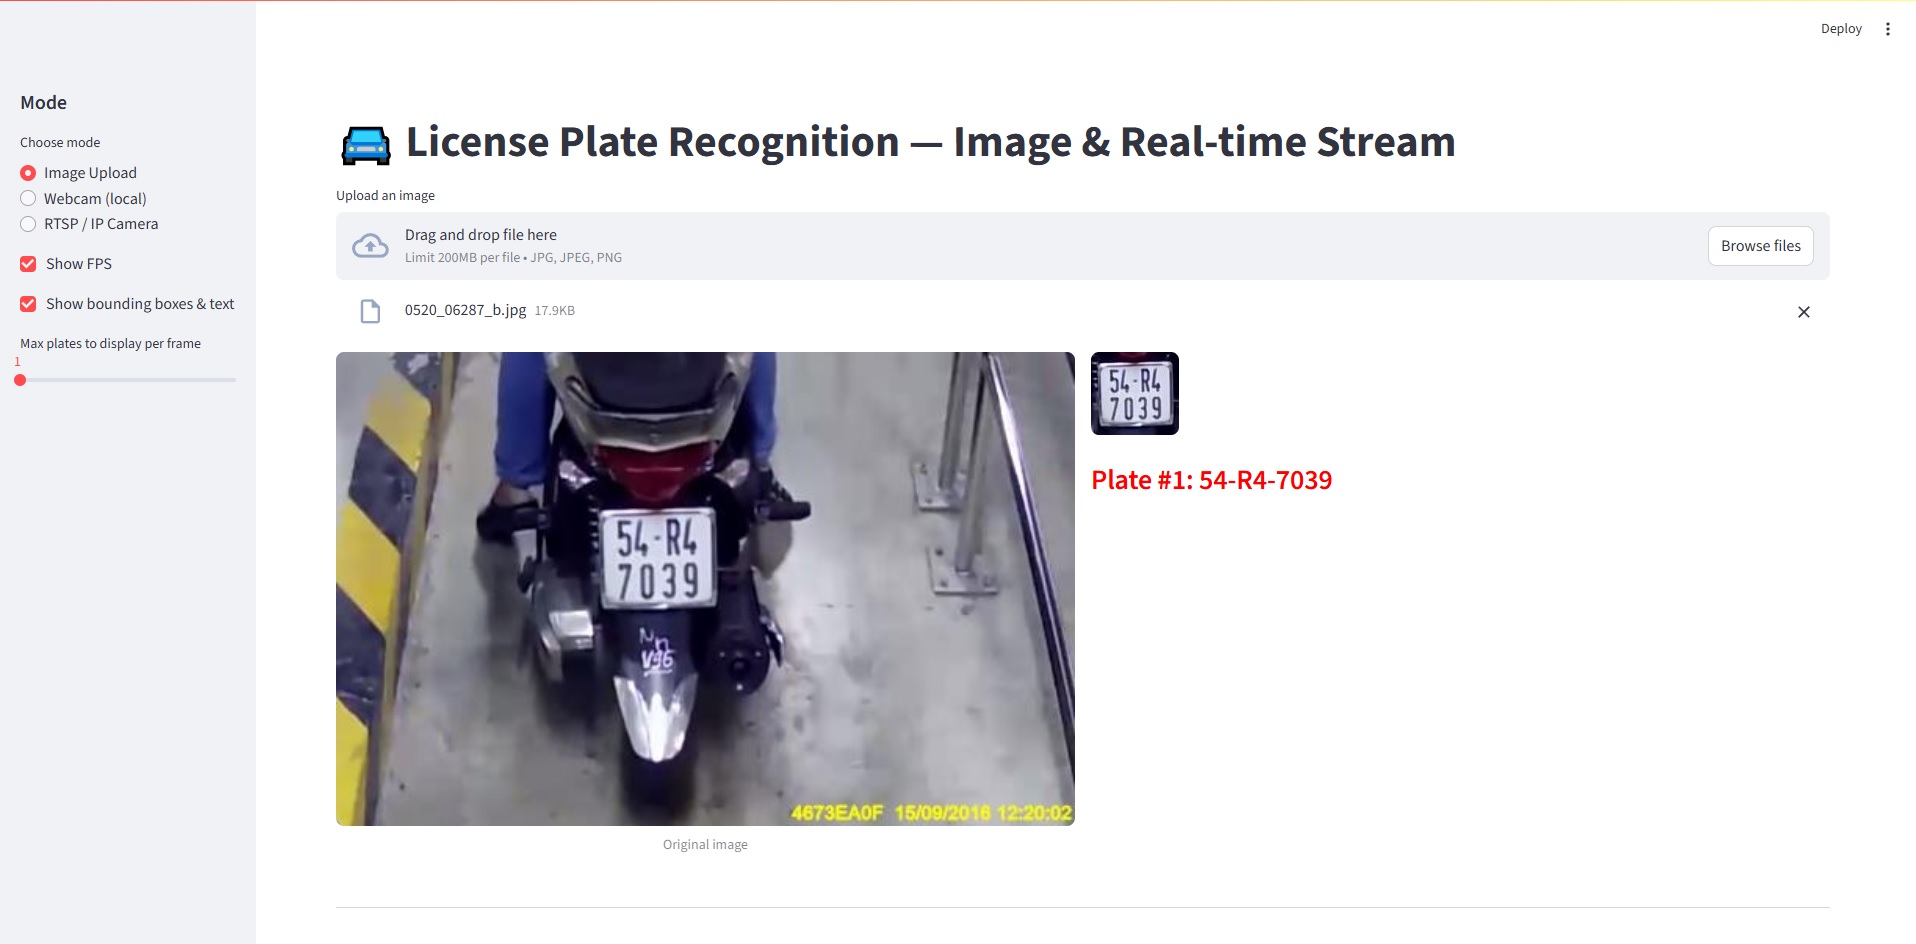 Deploy
Mode
Choose mode
Image Upload
Webcam (local)
RTSP / IP Camera
Show FPS
Show bounding boxes & text
Max plates to display per frame
1
License Plate Recognition — Image & Real-time Stream
Upload an image
Drag and drop file here
Limit 200MB per file • JPG, JPEG, PNG
Browse files
0520_06287_b.jpg 17.9KB
54-R4
7039
V96
4673EA0F 15/09/2016 12:20:02
Original image
54-R4
7039
Plate #1: 54-R4-7039